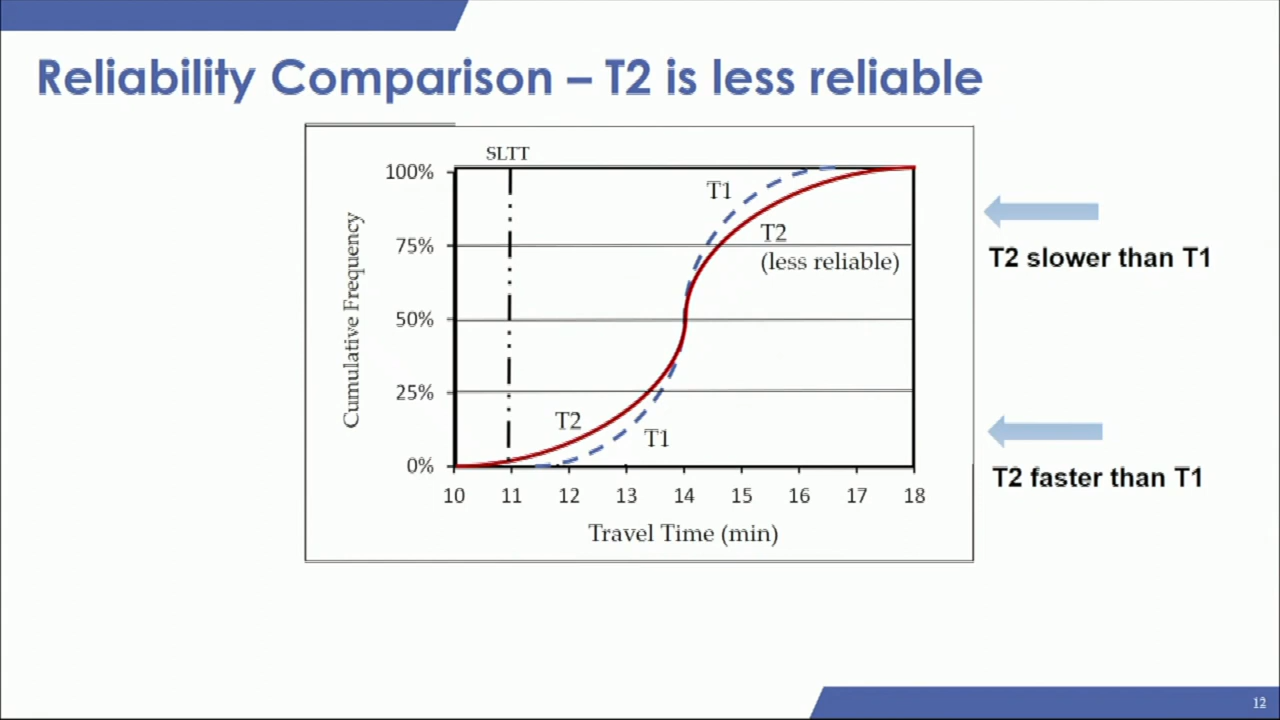 Reliability Comparison – T2 is less reliable
SLTT
100%
75%
50%
25%
0%
Cumulative Frequency
T1
T2
(less reliable)
T2
T1
10 11 12 13 14 15 16 17 18
Travel Time (min)
T2 slower than T1
T2 faster than T1
12